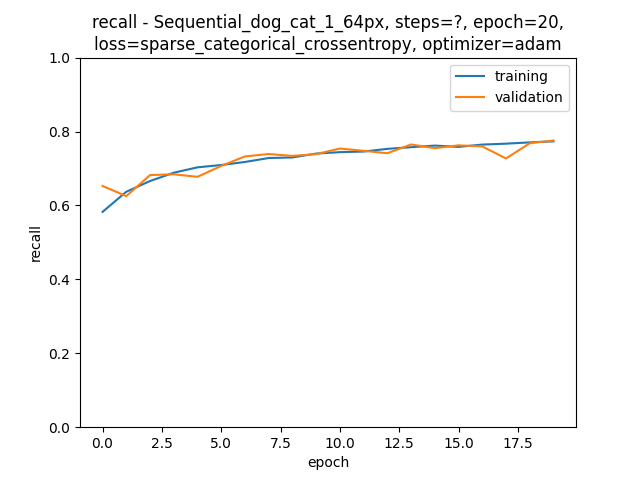 recall - Sequential_dog_cat_1_64px, steps=?, epoch=20,
loss=sparse_categorical_crossentropy, optimizer=adam
training
validation
1.0
0.8
0.6
0.4
0.2
0.0
recall
0.0 2.5 5.0 7.5 10.0 12.5 15.0 17.5
epoch